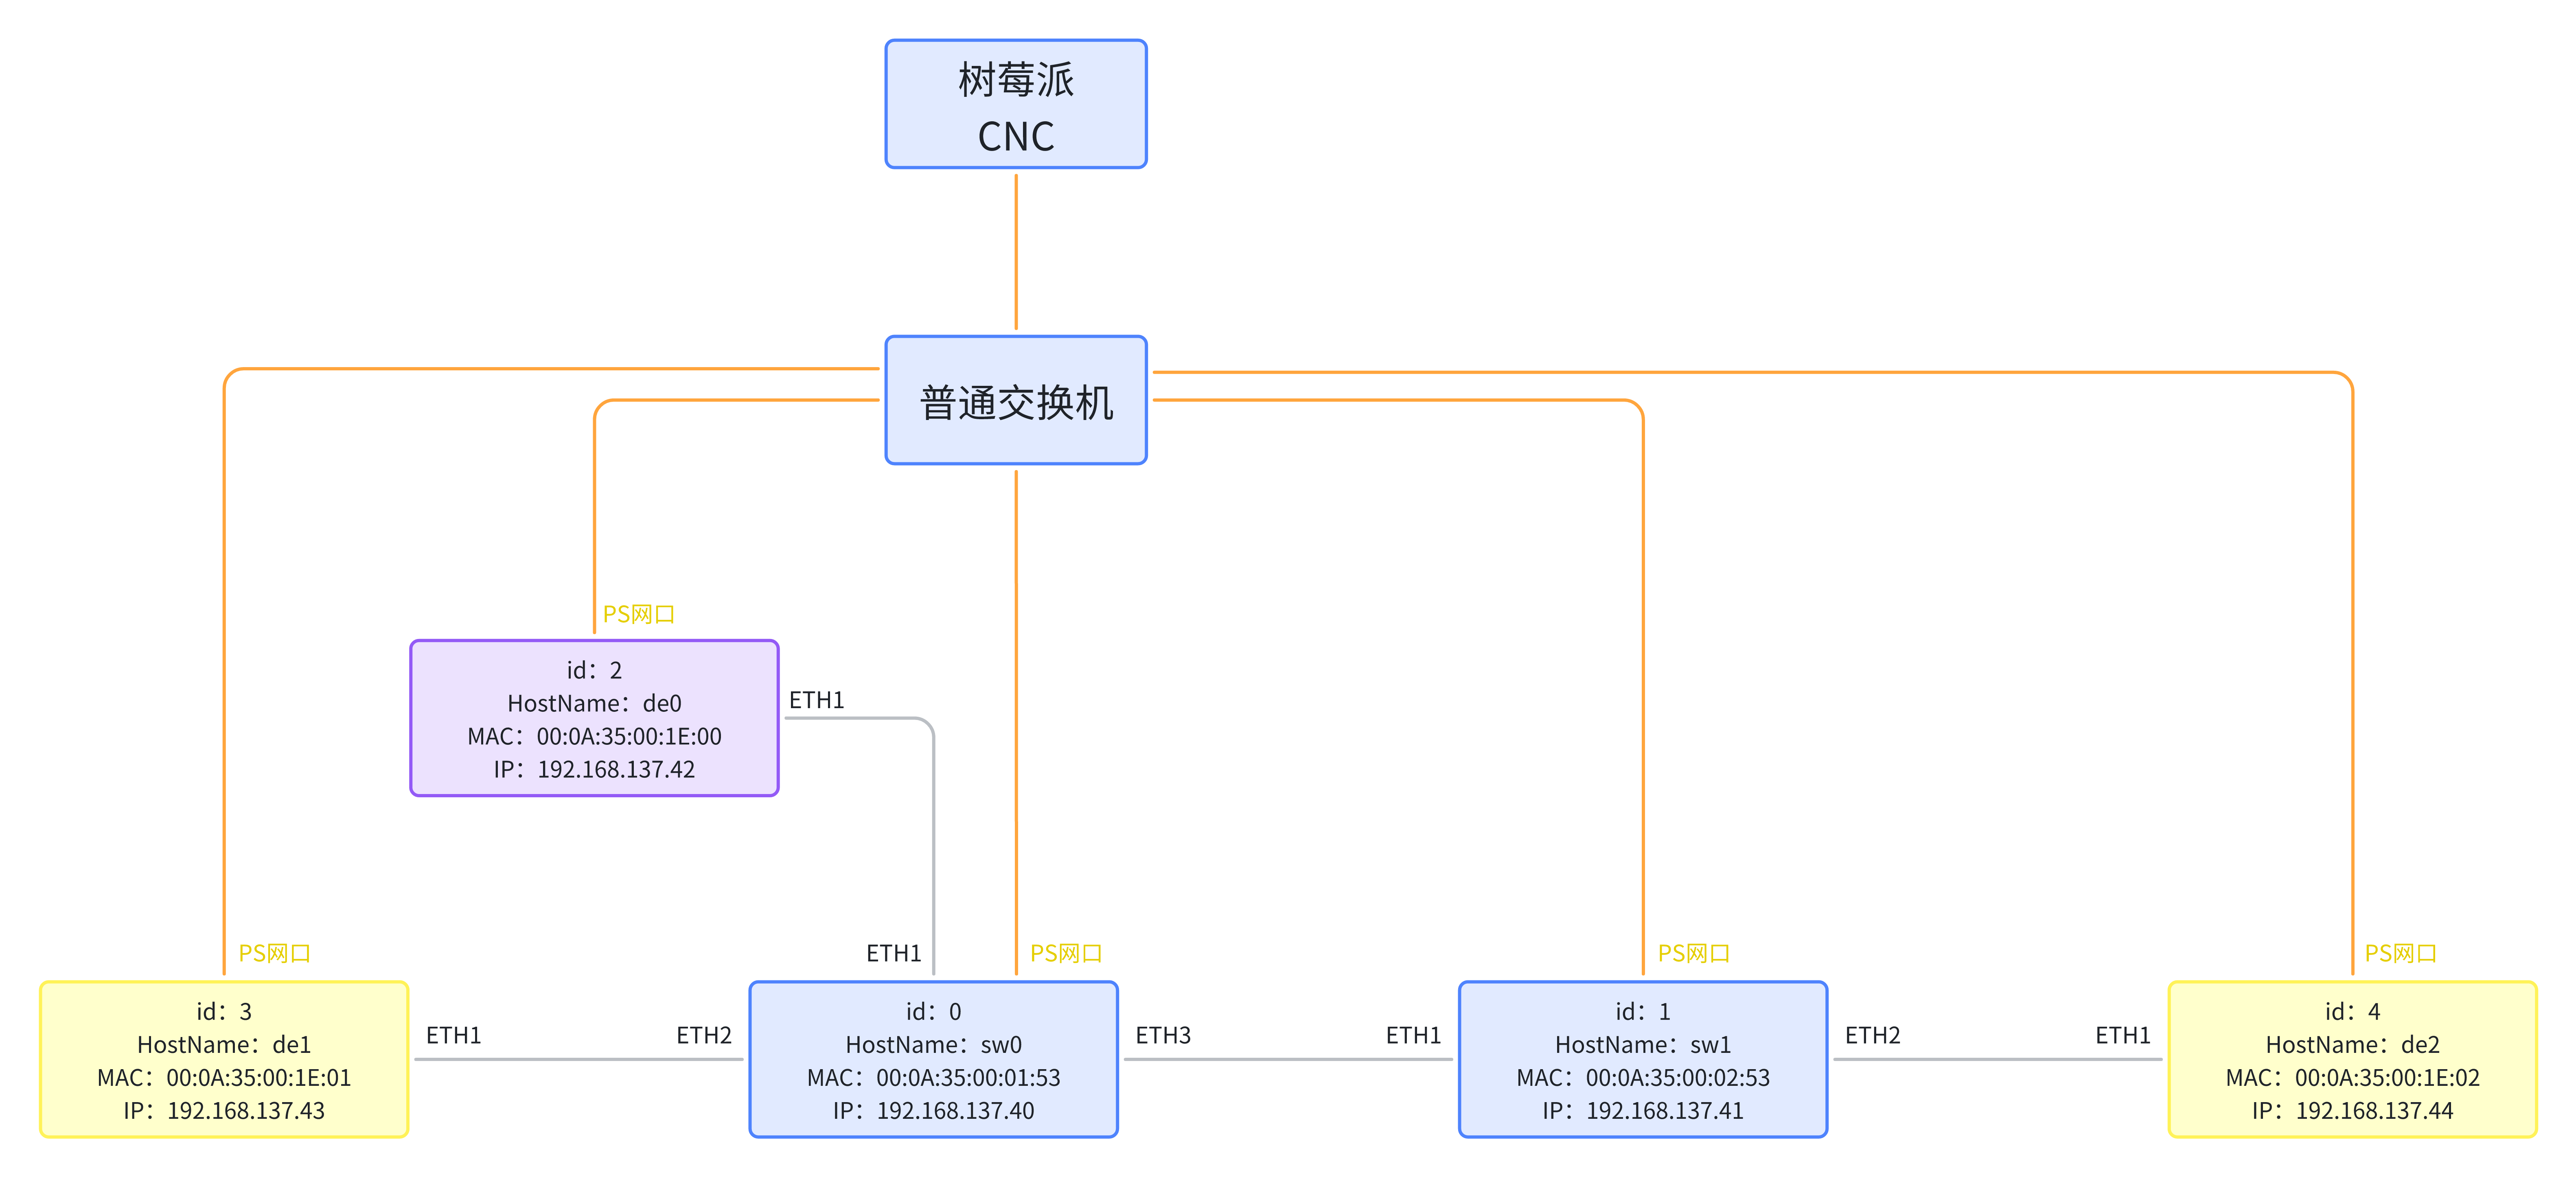 树莓派
CNC
普通交换机
PS网口
id：2
HostName：de0
MAC：00:0A:35:00:1E:00
IP：192.168.137.42
ETH1
ETH1
PS网口
PS网口
PS网口
PS网口
id：3
HostName：de1
MAC：00:0A:35:00:1E:01
IP：192.168.137.43
ETH1
ETH2
id：0
HostName：sw0
MAC：00:0A:35:00:01:53
IP：192.168.137.40
ETH3
ETH1
id：1
HostName：sw1
MAC：00:0A:35:00:02:53
IP：192.168.137.41
ETH2
ETH1
id：4
HostName：de2
MAC：00:0A:35:00:1E:02
IP：192.168.137.44